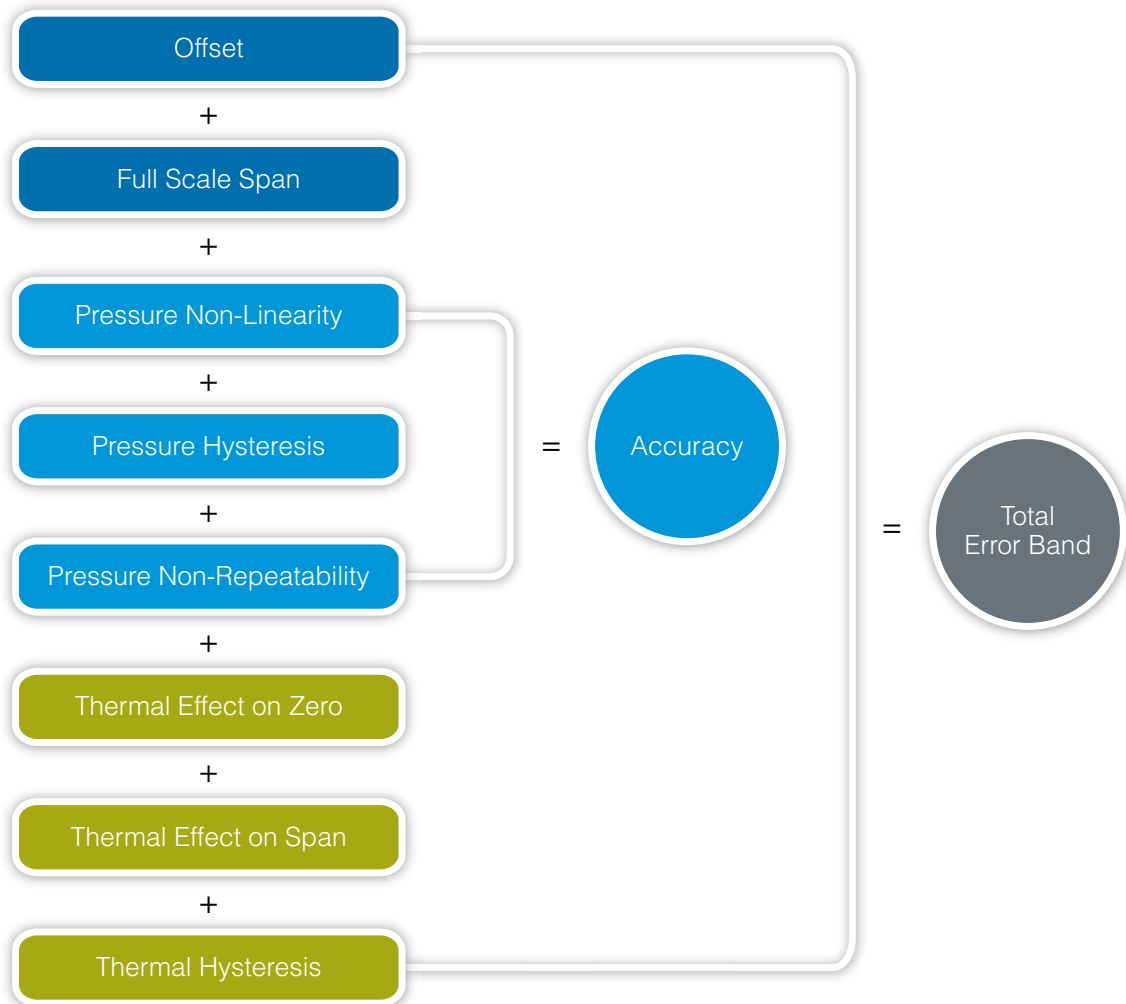 Offset
+
Full Scale Span
+
Pressure Non-Linearity
+
Pressure Hysteresis
+
Pressure Non-Repeatability
+
Thermal Effect on Zero
+
Thermal Effect on Span
+
Thermal Hysteresis
=
Accuracy
=
Total
Error Band